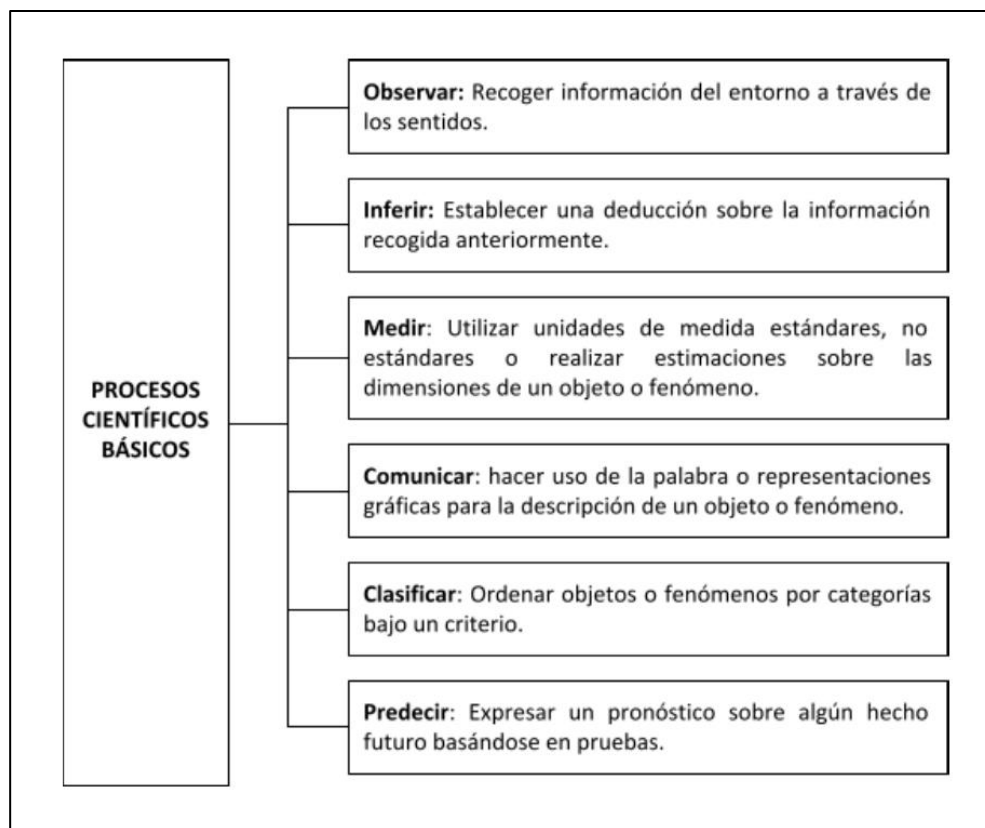 PROCESOS
CIENTÍFICOS
BÁSICOS
Observar: Recoger información del entorno a través de
los sentidos.
Inferir: Establecer una deducción sobre la información
recogida anteriormente.
Medir: Utilizar unidades de medida estándares, no
estándares o realizar estimaciones sobre las
dimensiones de un objeto o fenómeno.
Comunicar: hacer uso de la palabra o representaciones
gráficas para la descripción de un objeto o fenómeno.
Clasificar: Ordenar objetos o fenómenos por categorías
bajo un criterio.
Predecir: Expresar un pronóstico sobre algún hecho
futuro basándose en pruebas.